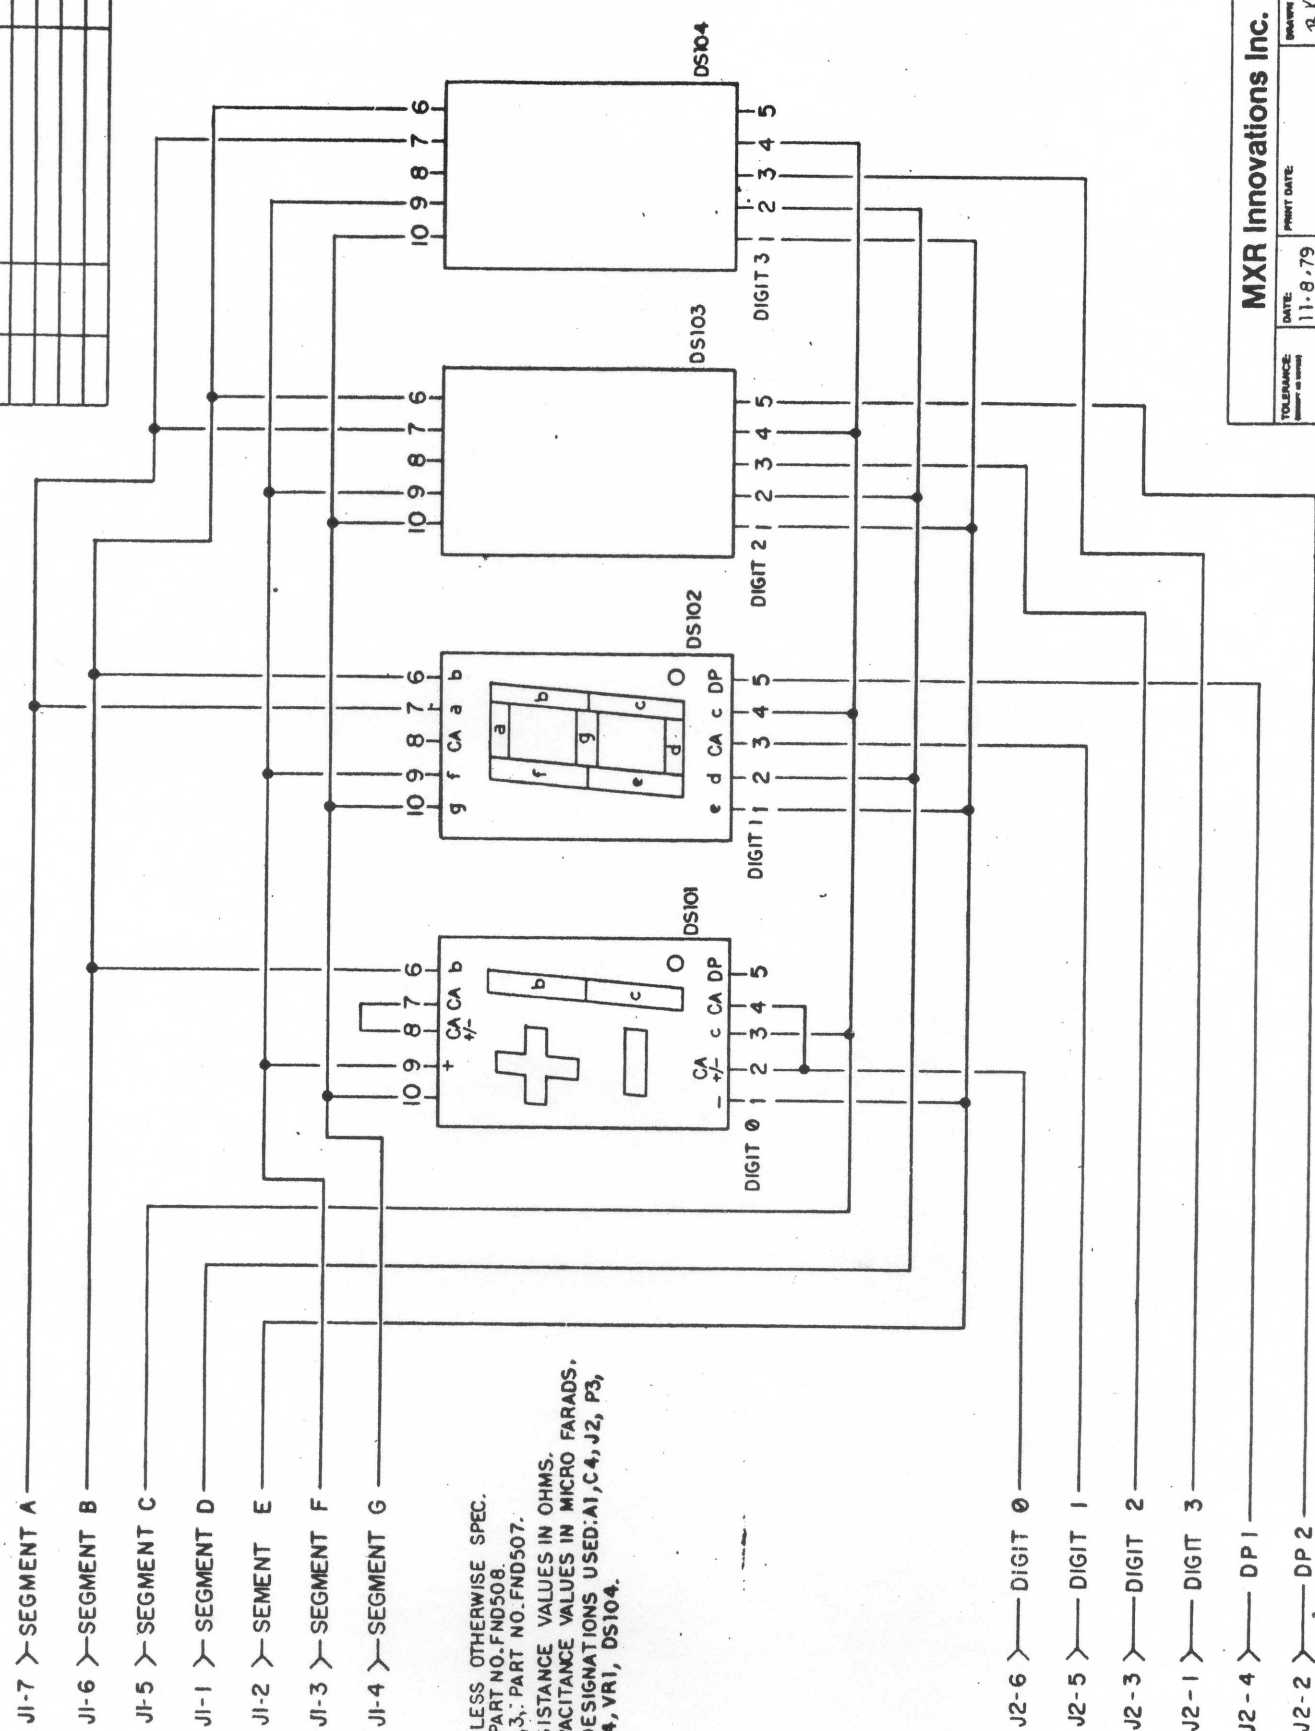 J1-7 SEGMENT A
J1-6 SEGMENT B
J1-5 SEGMENT C
J1-1 SEGMENT D
J1-2 SEMENT E
J1-3 SEGMENT F
J1-4 SEGMENT G
10 9 8 7 6
g f CA a b
a
b
c
d
e
f
g
e d CA c DP
1 2 3 4 5
DIGIT 1
DS102
10 9 8 7 6
+ CA +/- CA b
b
c
- CA +/- c CA DP
1 2 3 4 5
DIGIT 0
DS101
10 9 8 7 6
1 2 3 4 5
DIGIT 2
DS103
10 9 8 7 6
1 2 3 4 5
DIGIT 3
DS104
LESS OTHERWISE SPEC.
PART NO. FND508.
3, PART NO. FND507.
SISTANCE VALUES IN OHMS.
PACITANCE VALUES IN MICRO FARADS.
DESIGNATIONS USED: A1, C4, J2, P3,
4, VR1, DS104.
J2-6 DIGIT 0
J2-5 DIGIT 1
J2-3 DIGIT 2
J2-1 DIGIT 3
J2-4 DP1
J2-2 DP2
MXR Innovations Inc.
TOLERANCE:
DATE:
11·8·79
PRINT DATE:
DRAWN